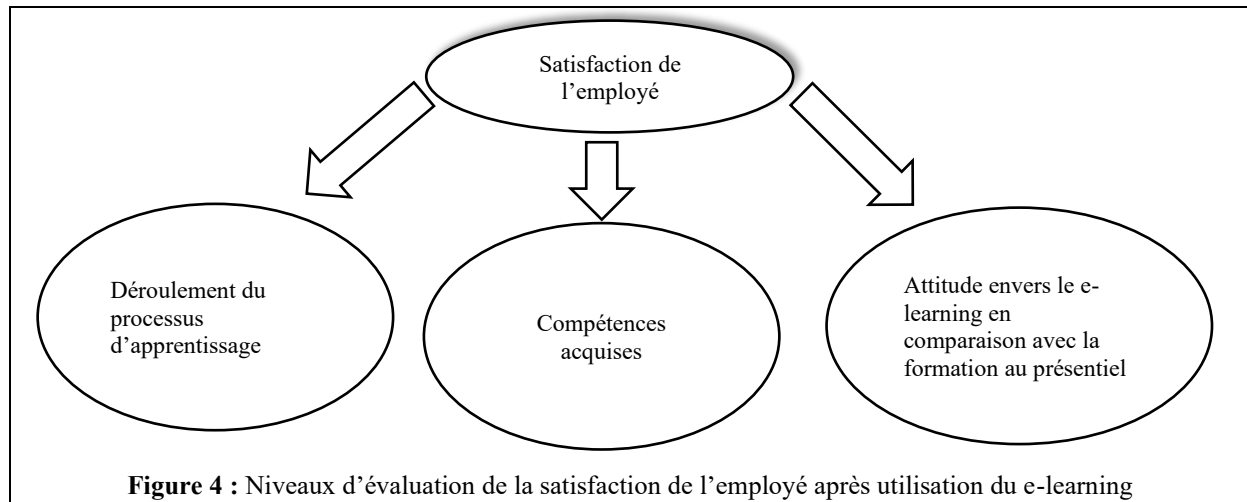 Satisfaction de
l’employé
Déroulement du
processus
d’apprentissage
Compétences
acquises
Attitude envers le e-
learning en
comparaison avec la
formation au présentiel
Figure 4 : Niveaux d’évaluation de la satisfaction de l’employé après utilisation du e-learning